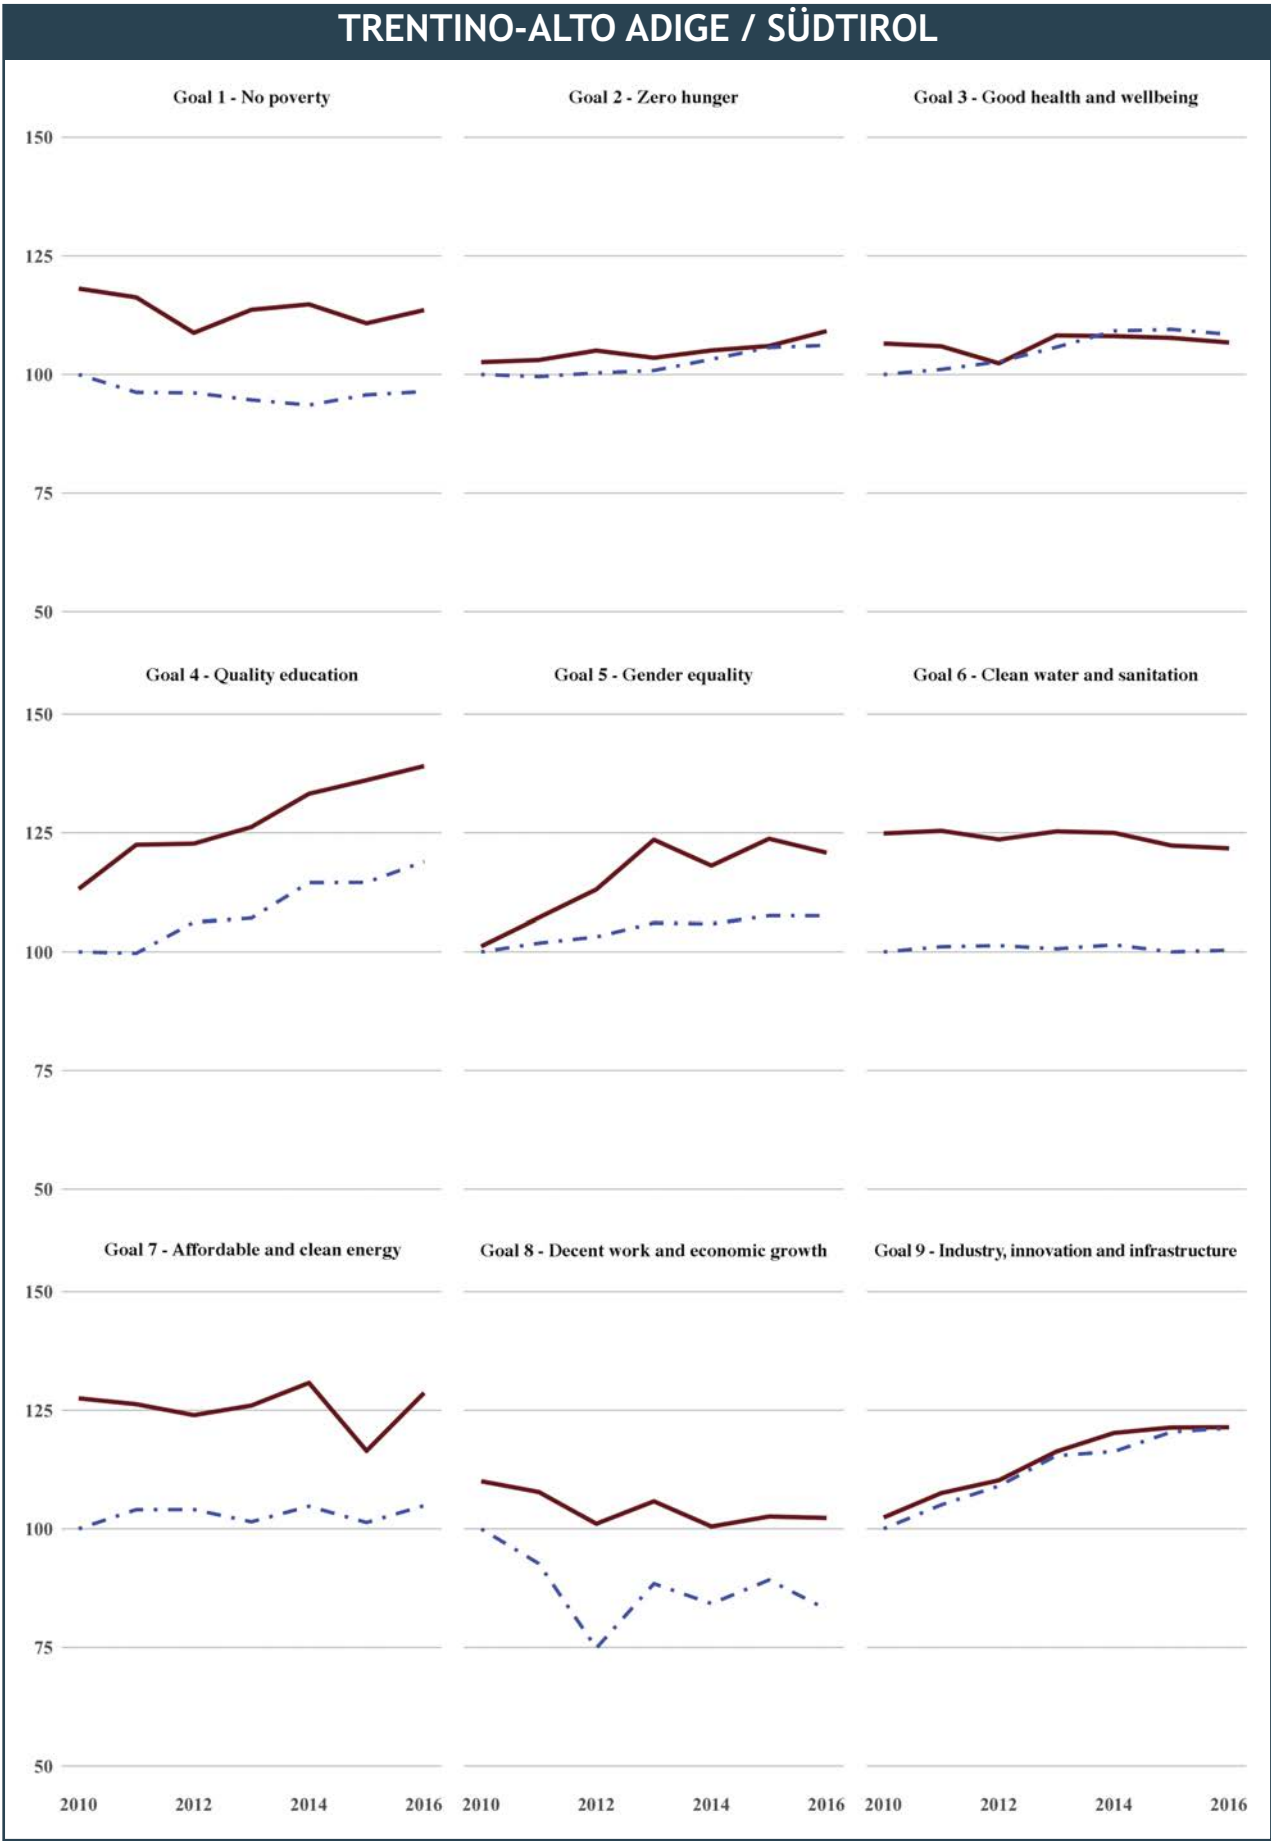 TRENTINO-ALTO ADIGE / SÜDTIROL
Goal 1 - No poverty
Goal 2 - Zero hunger
Goal 3 - Good health and wellbeing
150
125
100
75
50
Goal 4 - Quality education
Goal 5 - Gender equality
Goal 6 - Clean water and sanitation
150
125
100
75
50
Goal 7 - Affordable and clean energy
Goal 8 - Decent work and economic growth
Goal 9 - Industry, innovation and infrastructure
150
125
100
75
50
2010 2012 2014 2016 2010 2012 2014 2016 2010 2012 2014 2016